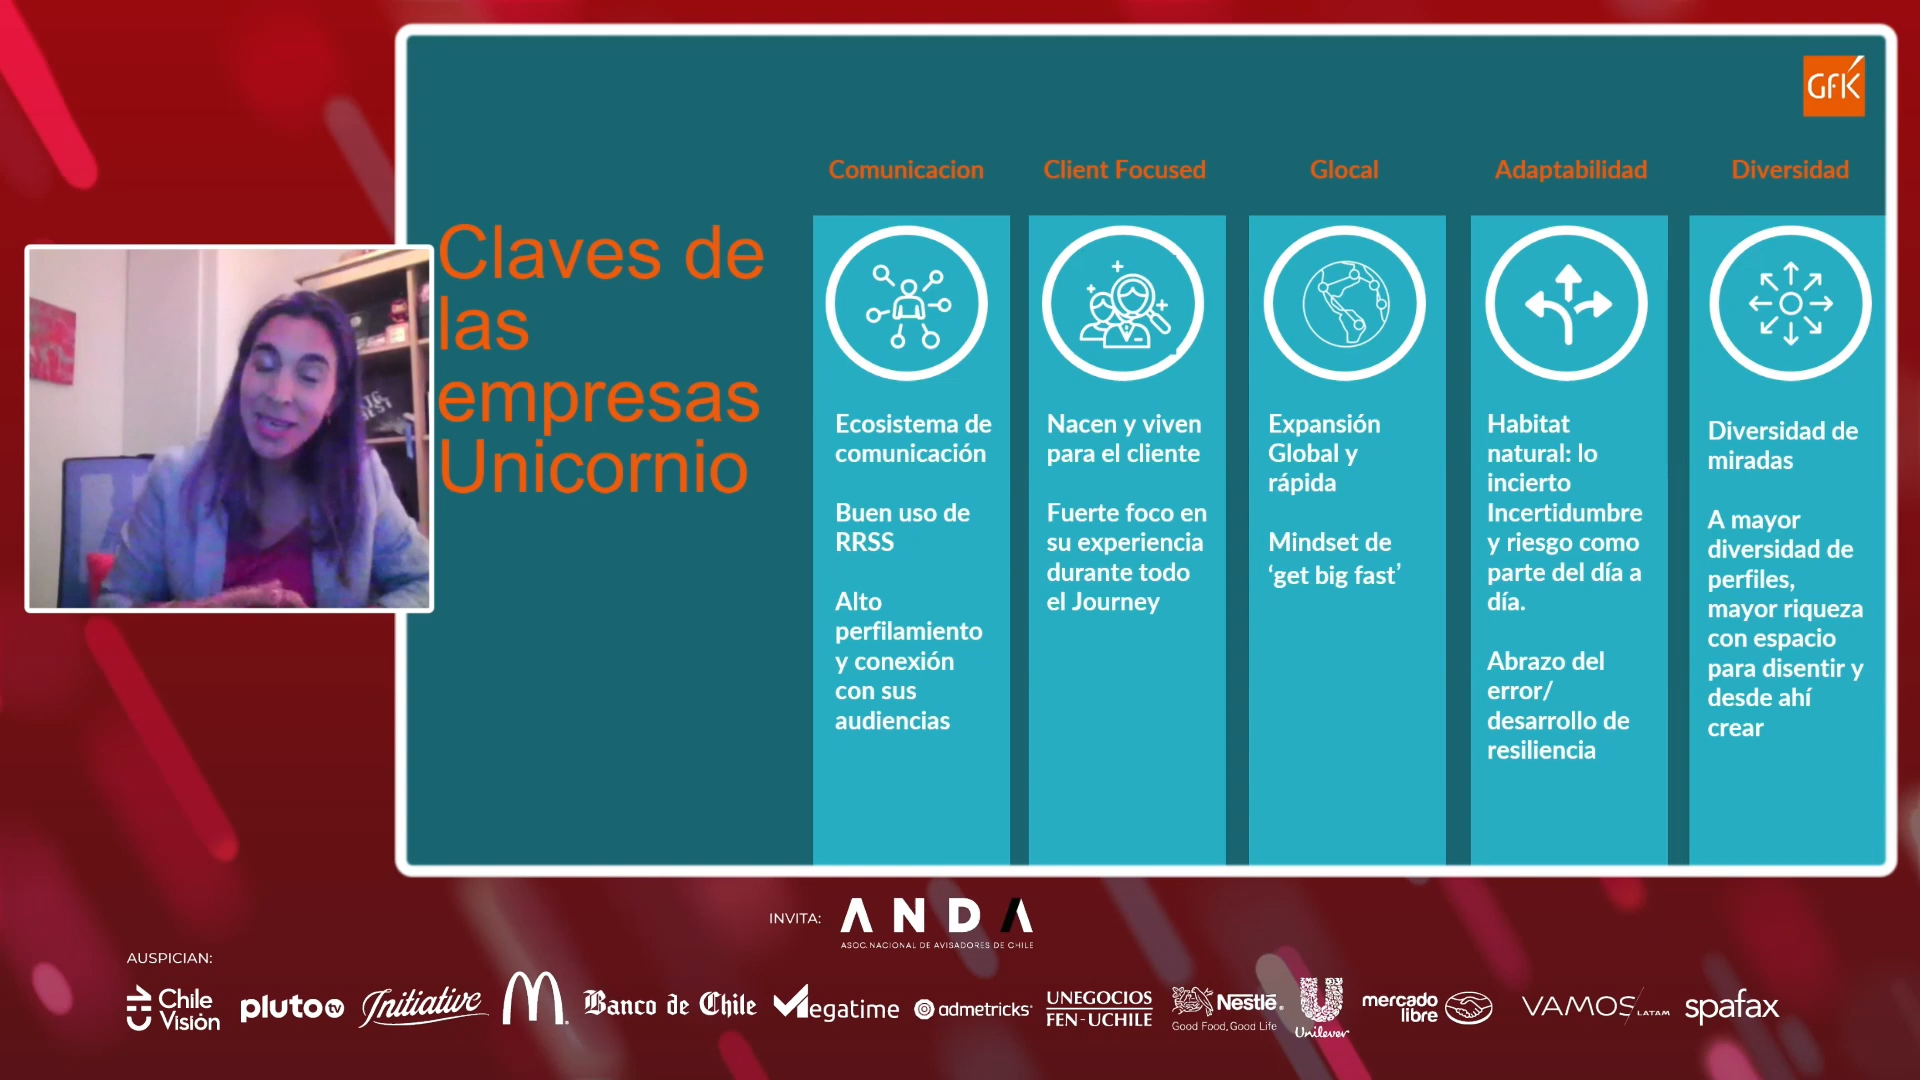 GfK
Claves de
las
empresas
Unicornio
Comunicacion
Ecosistema de
comunicación
Buen uso de
RRSS
Alto
perfilamiento
y conexión
con sus
audiencias
Client Focused
Nacen y viven
para el cliente
Fuerte foco en
su experiencia
durante todo
el Journey
Glocal
Expansión
Global y
rápida
Mindset de
‘get big fast’
Adaptabilidad
Habitat
natural: lo
incierto
Incertidumbre
y riesgo como
parte del día a
día.
Abrazo del
error/
desarrollo de
resiliencia
Diversidad
Diversidad de
miradas
A mayor
diversidad de
perfiles,
mayor riqueza
con espacio
para disentir y
desde ahí
crear
INVITA:
ANDA
ASOC. NACIONAL DE AVISADORES DE CHILE
AUSPICIAN:
Chile
Visión
pluto tv
Initiative
Banco de Chile
Megatime
admetricks
UNEGOCIOS
FEN-UCHILE
Nestlé
Good Food, Good Life
Unilever
mercado
libre
VAMOS/LATAM
spafax